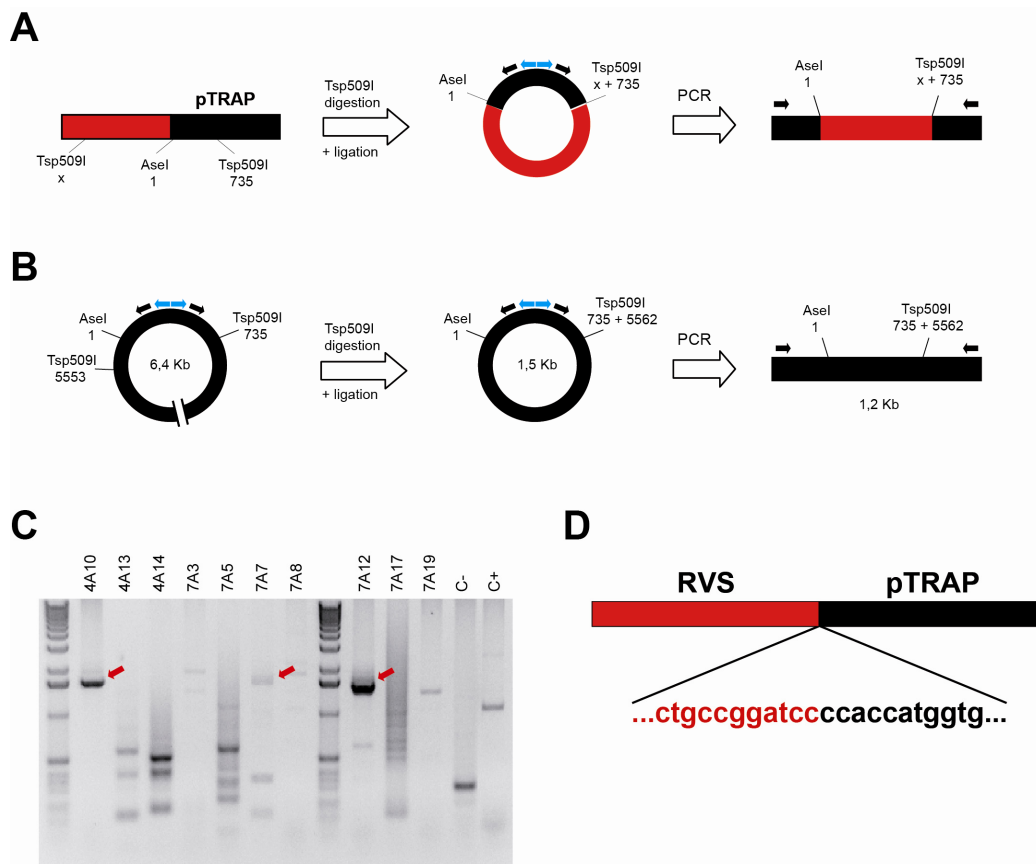 A
pTRAP
Tsp509I
x
AseI
1
Tsp509I
735
Tsp509I
digestion
+ ligation
AseI
1
Tsp509I
x + 735
PCR
AseI
1
Tsp509I
x + 735
B
AseI
1
Tsp509I
5553
6,4 Kb
Tsp509I
735
Tsp509I
digestion
+ ligation
AseI
1
1,5 Kb
Tsp509I
735 + 5562
PCR
AseI
1
Tsp509I
735 + 5562
1,2 Kb
C
4A10
4A13
4A14
7A3
7A5
7A7
7A8
7A12
7A17
7A19
C-
C+
D
RVS
pTRAP
...ctgccggatccccaccatggtg...